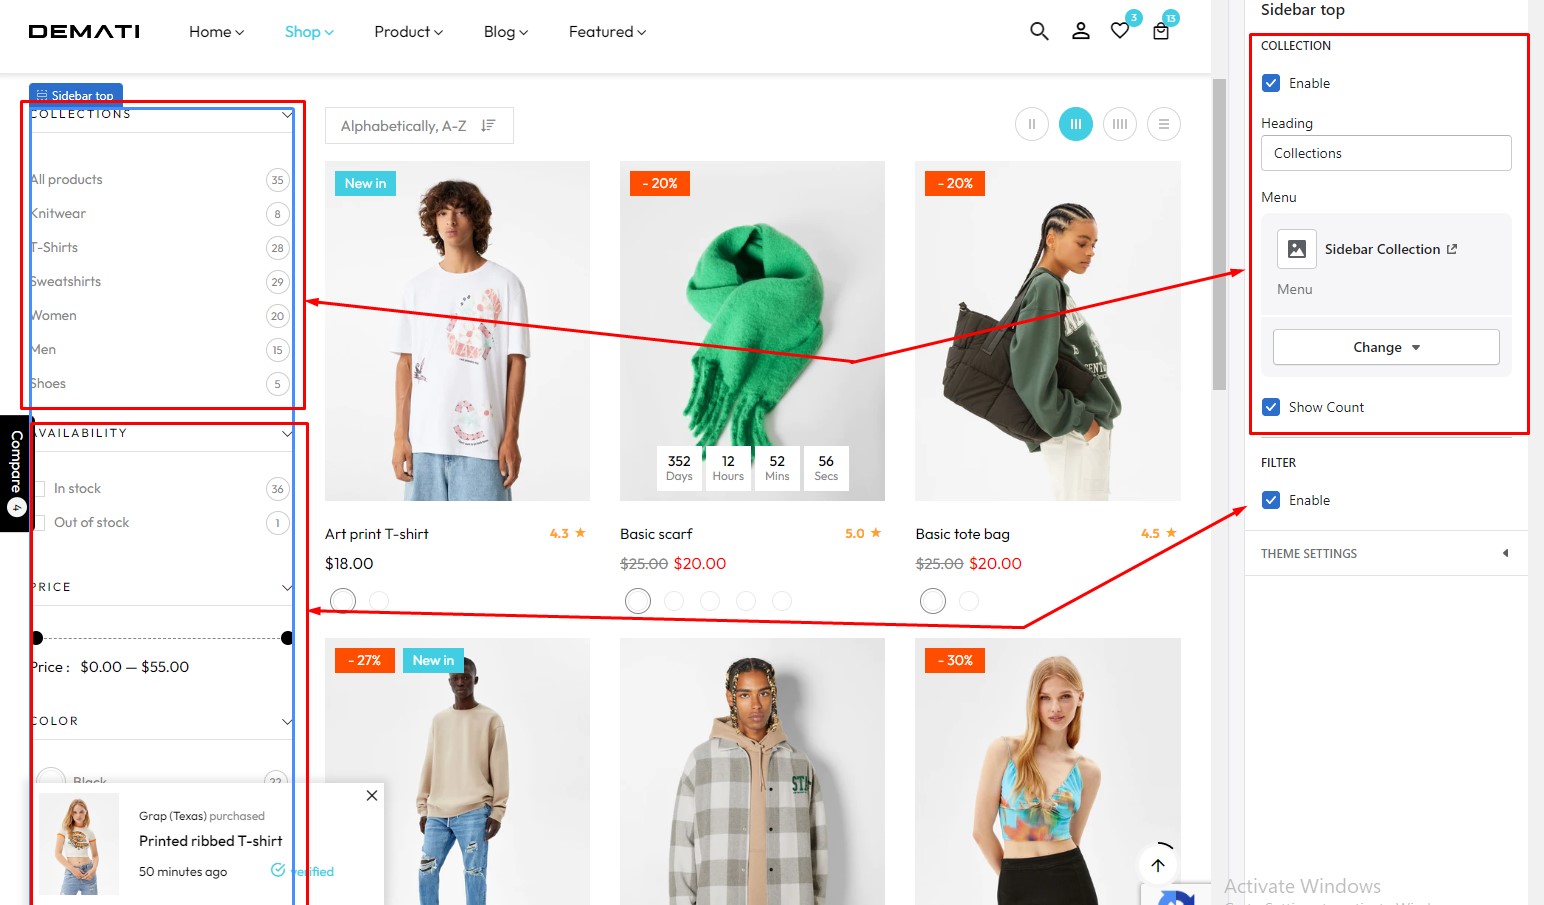 DEMATI
Home
Shop
Product
Blog
Featured
3
13
Sidebar top
COLLECTIONS
All products
35
Knitwear
8
T-Shirts
28
Sweatshirts
29
Women
20
Men
15
Shoes
5
Compare
4
AVAILABILITY
In stock
36
Out of stock
1
PRICE
Price : $0.00 — $55.00
COLOR
Black
22
Grap (Texas) purchased
Printed ribbed T-shirt
50 minutes ago
verified
Alphabetically, A-Z
New in
- 20%
- 20%
352
Days
12
Hours
52
Mins
56
Secs
Art print T-shirt
4.3
$18.00
Basic scarf
5.0
$25.00 $20.00
Basic tote bag
4.5
$25.00 $20.00
- 27%
New in
- 30%
Sidebar top
COLLECTION
Enable
Heading
Collections
Menu
Sidebar Collection
Menu
Change
Show Count
FILTER
Enable
THEME SETTINGS
Activate Windows